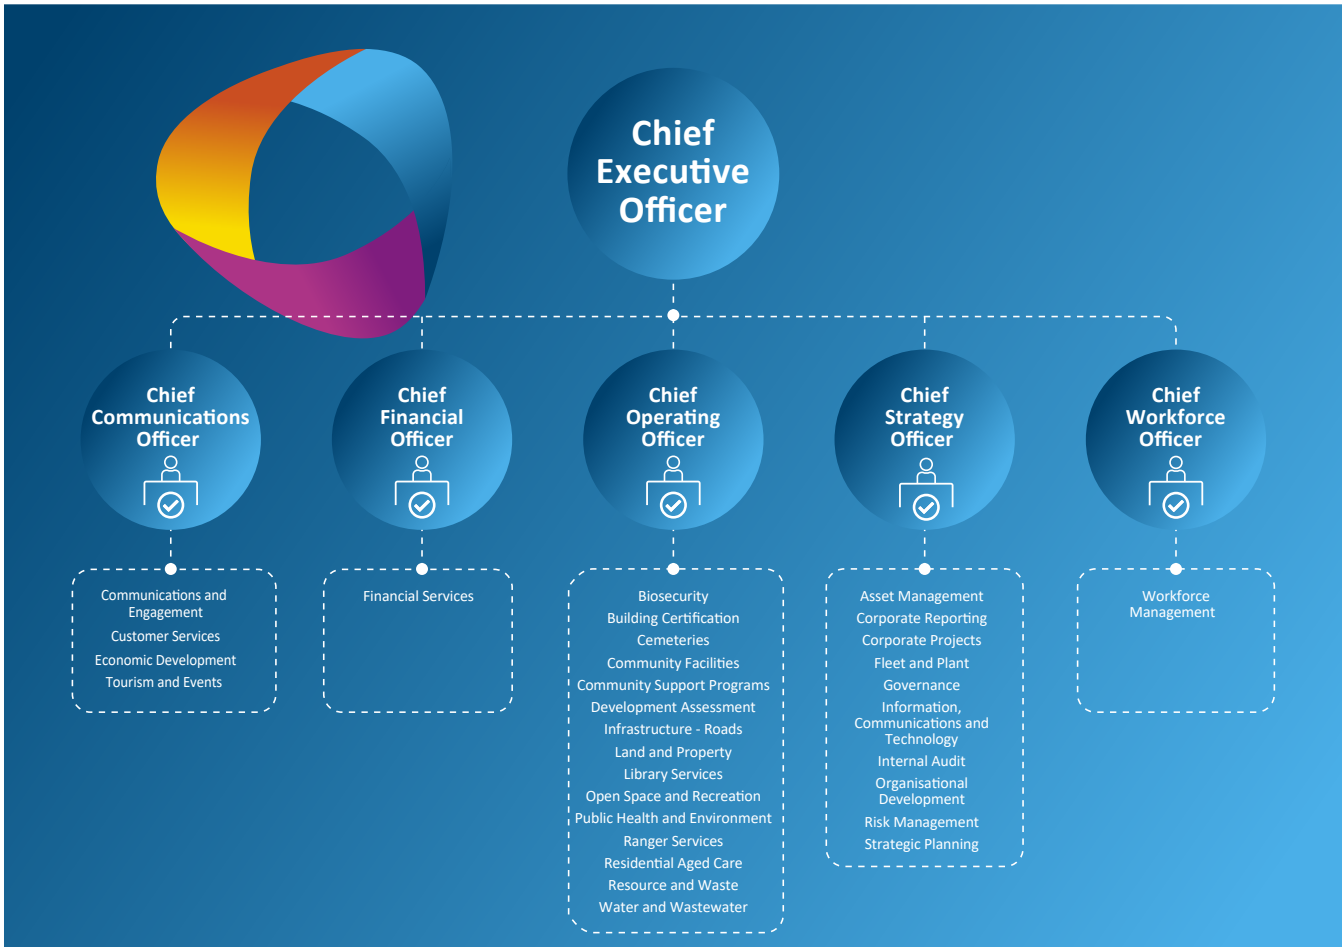 Chief
Executive
Officer
Chief
Communications
Officer
Chief
Financial
Officer
Chief
Operating
Officer
Chief
Strategy
Officer
Chief
Workforce
Officer
Communications and
Engagement
Customer Services
Economic Development
Tourism and Events
Financial Services
Biosecurity
Building Certification
Cemeteries
Community Facilities
Community Support Programs
Development Assessment
Infrastructure - Roads
Land and Property
Library Services
Open Space and Recreation
Public Health and Environment
Ranger Services
Residential Aged Care
Resource and Waste
Water and Wastewater
Asset Management
Corporate Reporting
Corporate Projects
Fleet and Plant
Governance
Information,
Communications and
Technology
Internal Audit
Organisational
Development
Risk Management
Strategic Planning
Workforce
Management